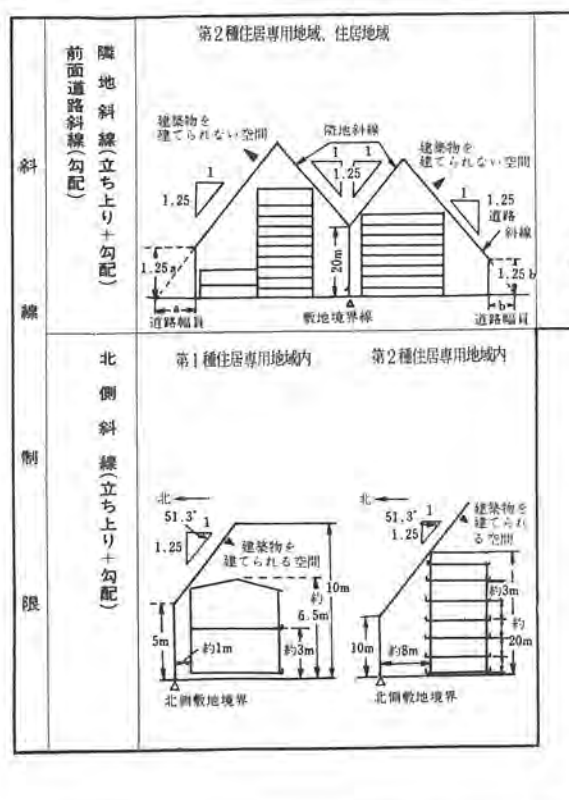 斜線制限
隣地斜線(立ち上り+勾配)
前面道路斜線(勾配)
第2種住居専用地域、住居地域
建築物を
建てられない空間
隣地斜線
建築物を
建てられない空間
1
1.25
1
1
1.25
1
1.25
道路
斜線
1.25a
20m
1.25b
a
b
道路幅員
敷地境界線
道路幅員
北側斜線(立ち上り+勾配)
第1種住居専用地域内
第2種住居専用地域内
北
51.3°
1
1.25
建築物を
建てられる空間
10m
約
6.5m
5m
約1m
約3m
北側敷地境界
北
51.3°
1
1.25
建築物を
建てられ
る空間
約3m
約
20m
10m
約8m
北側敷地境界